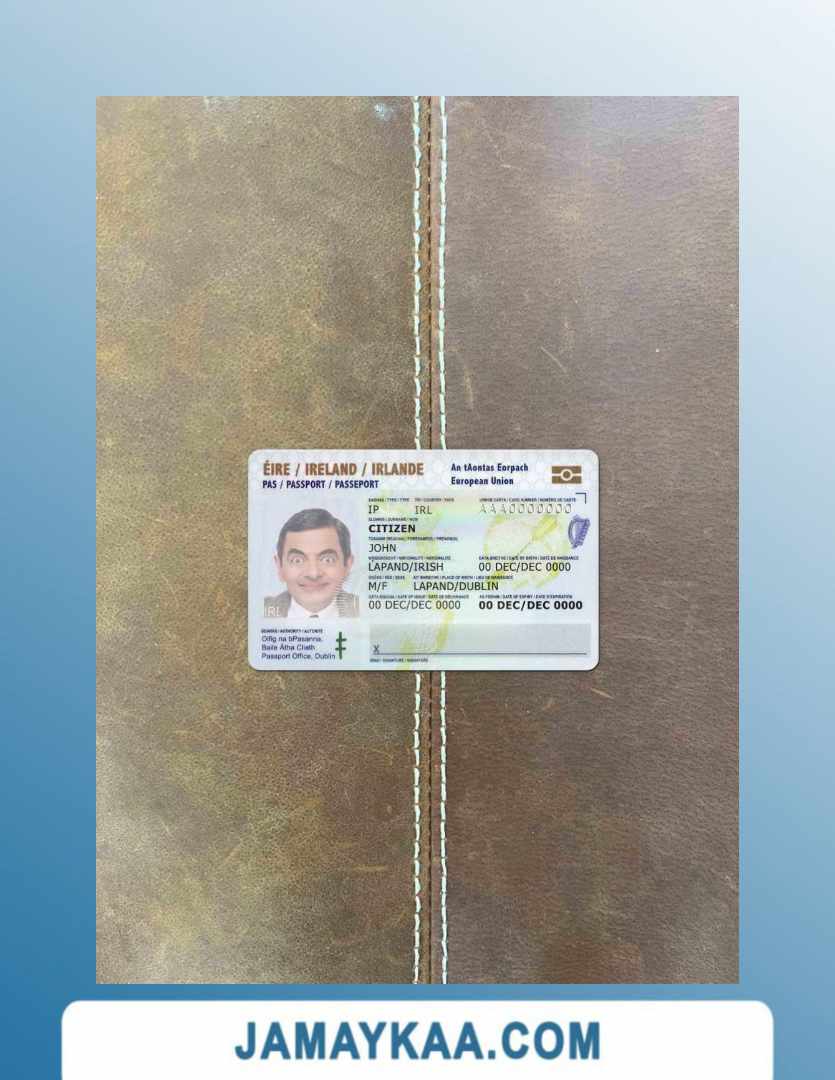 ÉIRE / IRELAND / IRLANDE
PAS / PASSPORT / PASSEPORT
An tAontas Eorpach
European Union
IP IRL AAA0000000
CITIZEN
JOHN
LAPAND/IRISH 00 DEC/DEC 0000
M/F LAPAND/DUBLIN
00 DEC/DEC 0000 00 DEC/DEC 0000
IRL
Oifig na bPasanna,
Baile Átha Cliath
Passport Office, Dublin
X
JAMAYKAA.COM